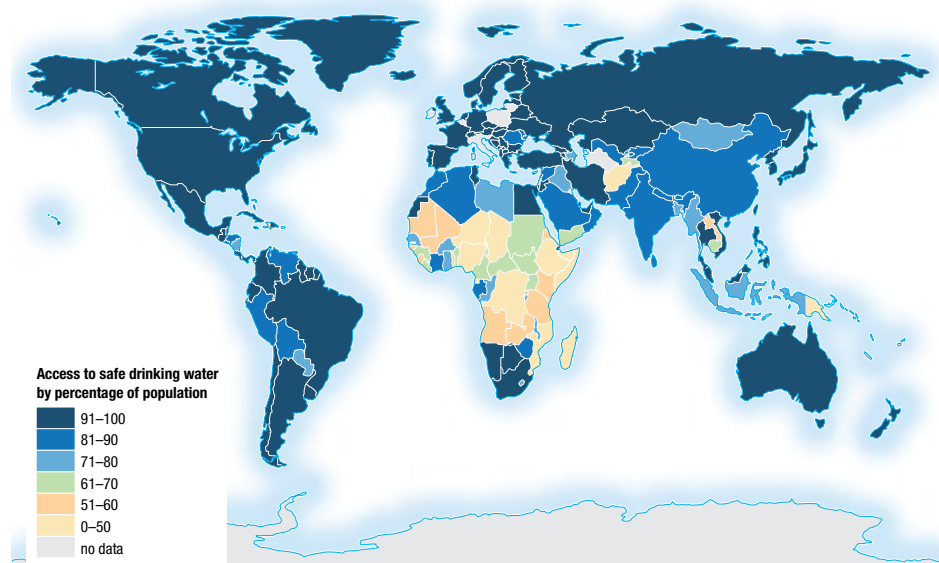 Access to safe drinking water
by percentage of population
91–100
81–90
71–80
61–70
51–60
0–50
no data